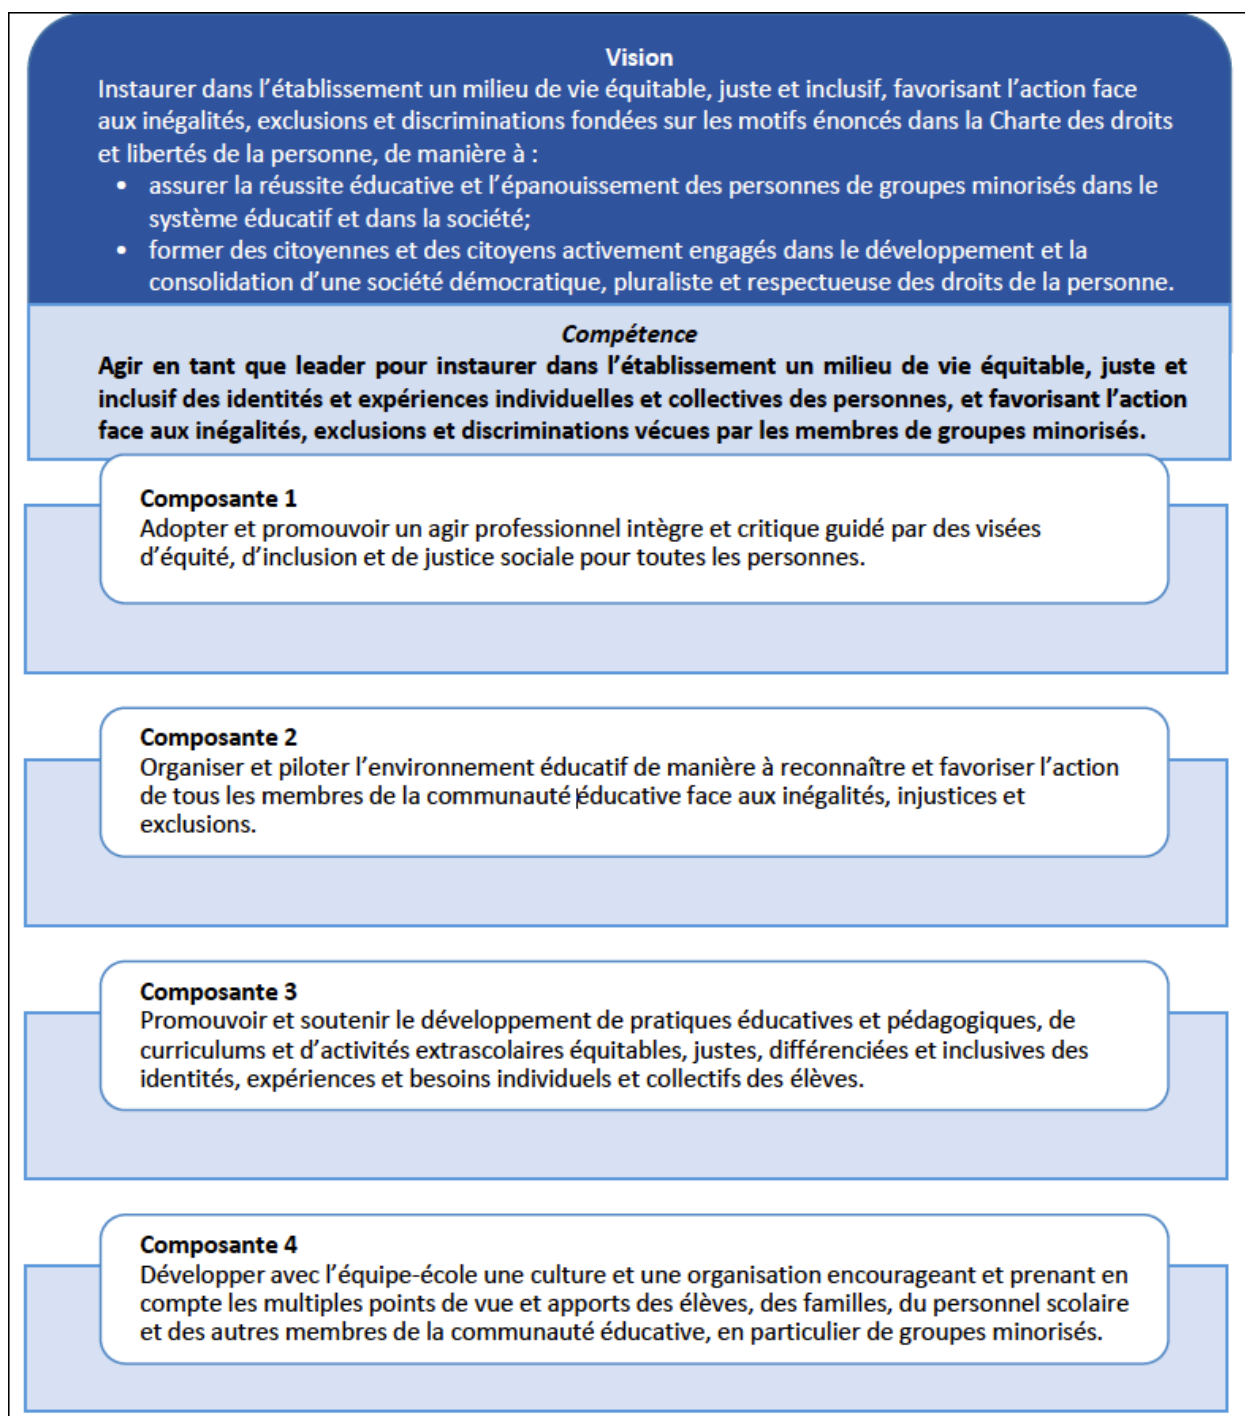 Vision
Instaurer dans l’établissement un milieu de vie équitable, juste et inclusif, favorisant l’action face
aux inégalités, exclusions et discriminations fondées sur les motifs énoncés dans la Charte des droits
et libertés de la personne, de manière à :
• assurer la réussite éducative et l’épanouissement des personnes de groupes minorisés dans le
système éducatif et dans la société;
• former des citoyennes et des citoyens activement engagés dans le développement et la
consolidation d’une société démocratique, pluraliste et respectueuse des droits de la personne.
Compétence
Agir en tant que leader pour instaurer dans l’établissement un milieu de vie équitable, juste et
inclusif des identités et expériences individuelles et collectives des personnes, et favorisant l’action
face aux inégalités, exclusions et discriminations vécues par les membres de groupes minorisés.
Composante 1
Adopter et promouvoir un agir professionnel intègre et critique guidé par des visées
d’équité, d’inclusion et de justice sociale pour toutes les personnes.
Composante 2
Organiser et piloter l’environnement éducatif de manière à reconnaître et favoriser l’action
de tous les membres de la communauté éducative face aux inégalités, injustices et
exclusions.
Composante 3
Promouvoir et soutenir le développement de pratiques éducatives et pédagogiques, de
curriculums et d’activités extrascolaires équitables, justes, différenciées et inclusives des
identités, expériences et besoins individuels et collectifs des élèves.
Composante 4
Développer avec l’équipe-école une culture et une organisation encourageant et prenant en
compte les multiples points de vue et apports des élèves, des familles, du personnel scolaire
et des autres membres de la communauté éducative, en particulier de groupes minorisés.